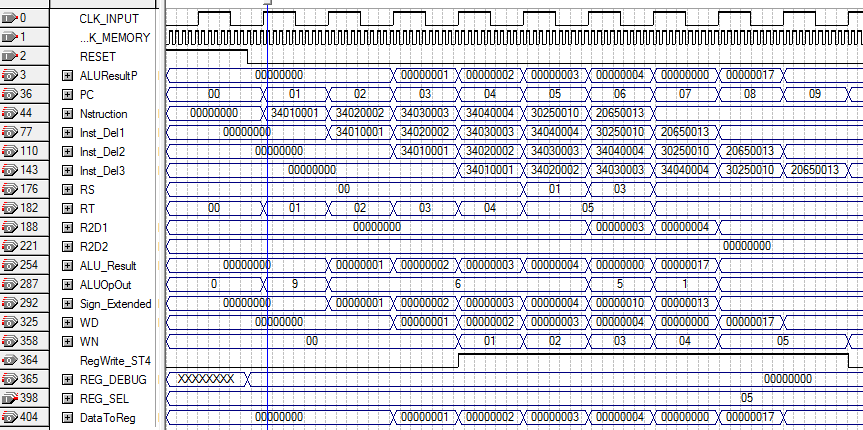 0 CLK_INPUT
1 ...K_MEMORY
2 RESET
3 ALUResultP 00000000 00000001 00000002 00000003 00000004 00000000 00000017
36 PC 00 01 02 03 04 05 06 07 08 09
44 Nstruction 00000000 34010001 34020002 34030003 34040004 30250010 20650013
77 Inst_Del1 00000000 34010001 34020002 34030003 34040004 30250010 20650013
110 Inst_Del2 00000000 34010001 34020002 34030003 34040004 30250010 20650013
143 Inst_Del3 00000000 34010001 34020002 34030003 34040004 30250010 20650013
176 RS 00 01 03
182 RT 00 01 02 03 04 05
188 R2D1 00000000 00000003 00000004
221 R2D2 00000000
254 ALU_Result 00000000 00000001 00000002 00000003 00000004 00000000 00000017
287 ALUOpOut 0 9 6 5 1
292 Sign_Extended 00000000 00000001 00000002 00000003 00000004 00000010 00000013
325 WD 00000000 00000001 00000002 00000003 00000004 00000000 00000017
358 WN 00 01 02 03 04 05
364 RegWrite_ST4
365 REG_DEBUG XXXXXXXX 00000000
398 REG_SEL 05
404 DataToReg 00000000 00000001 00000002 00000003 00000004 00000000 00000017